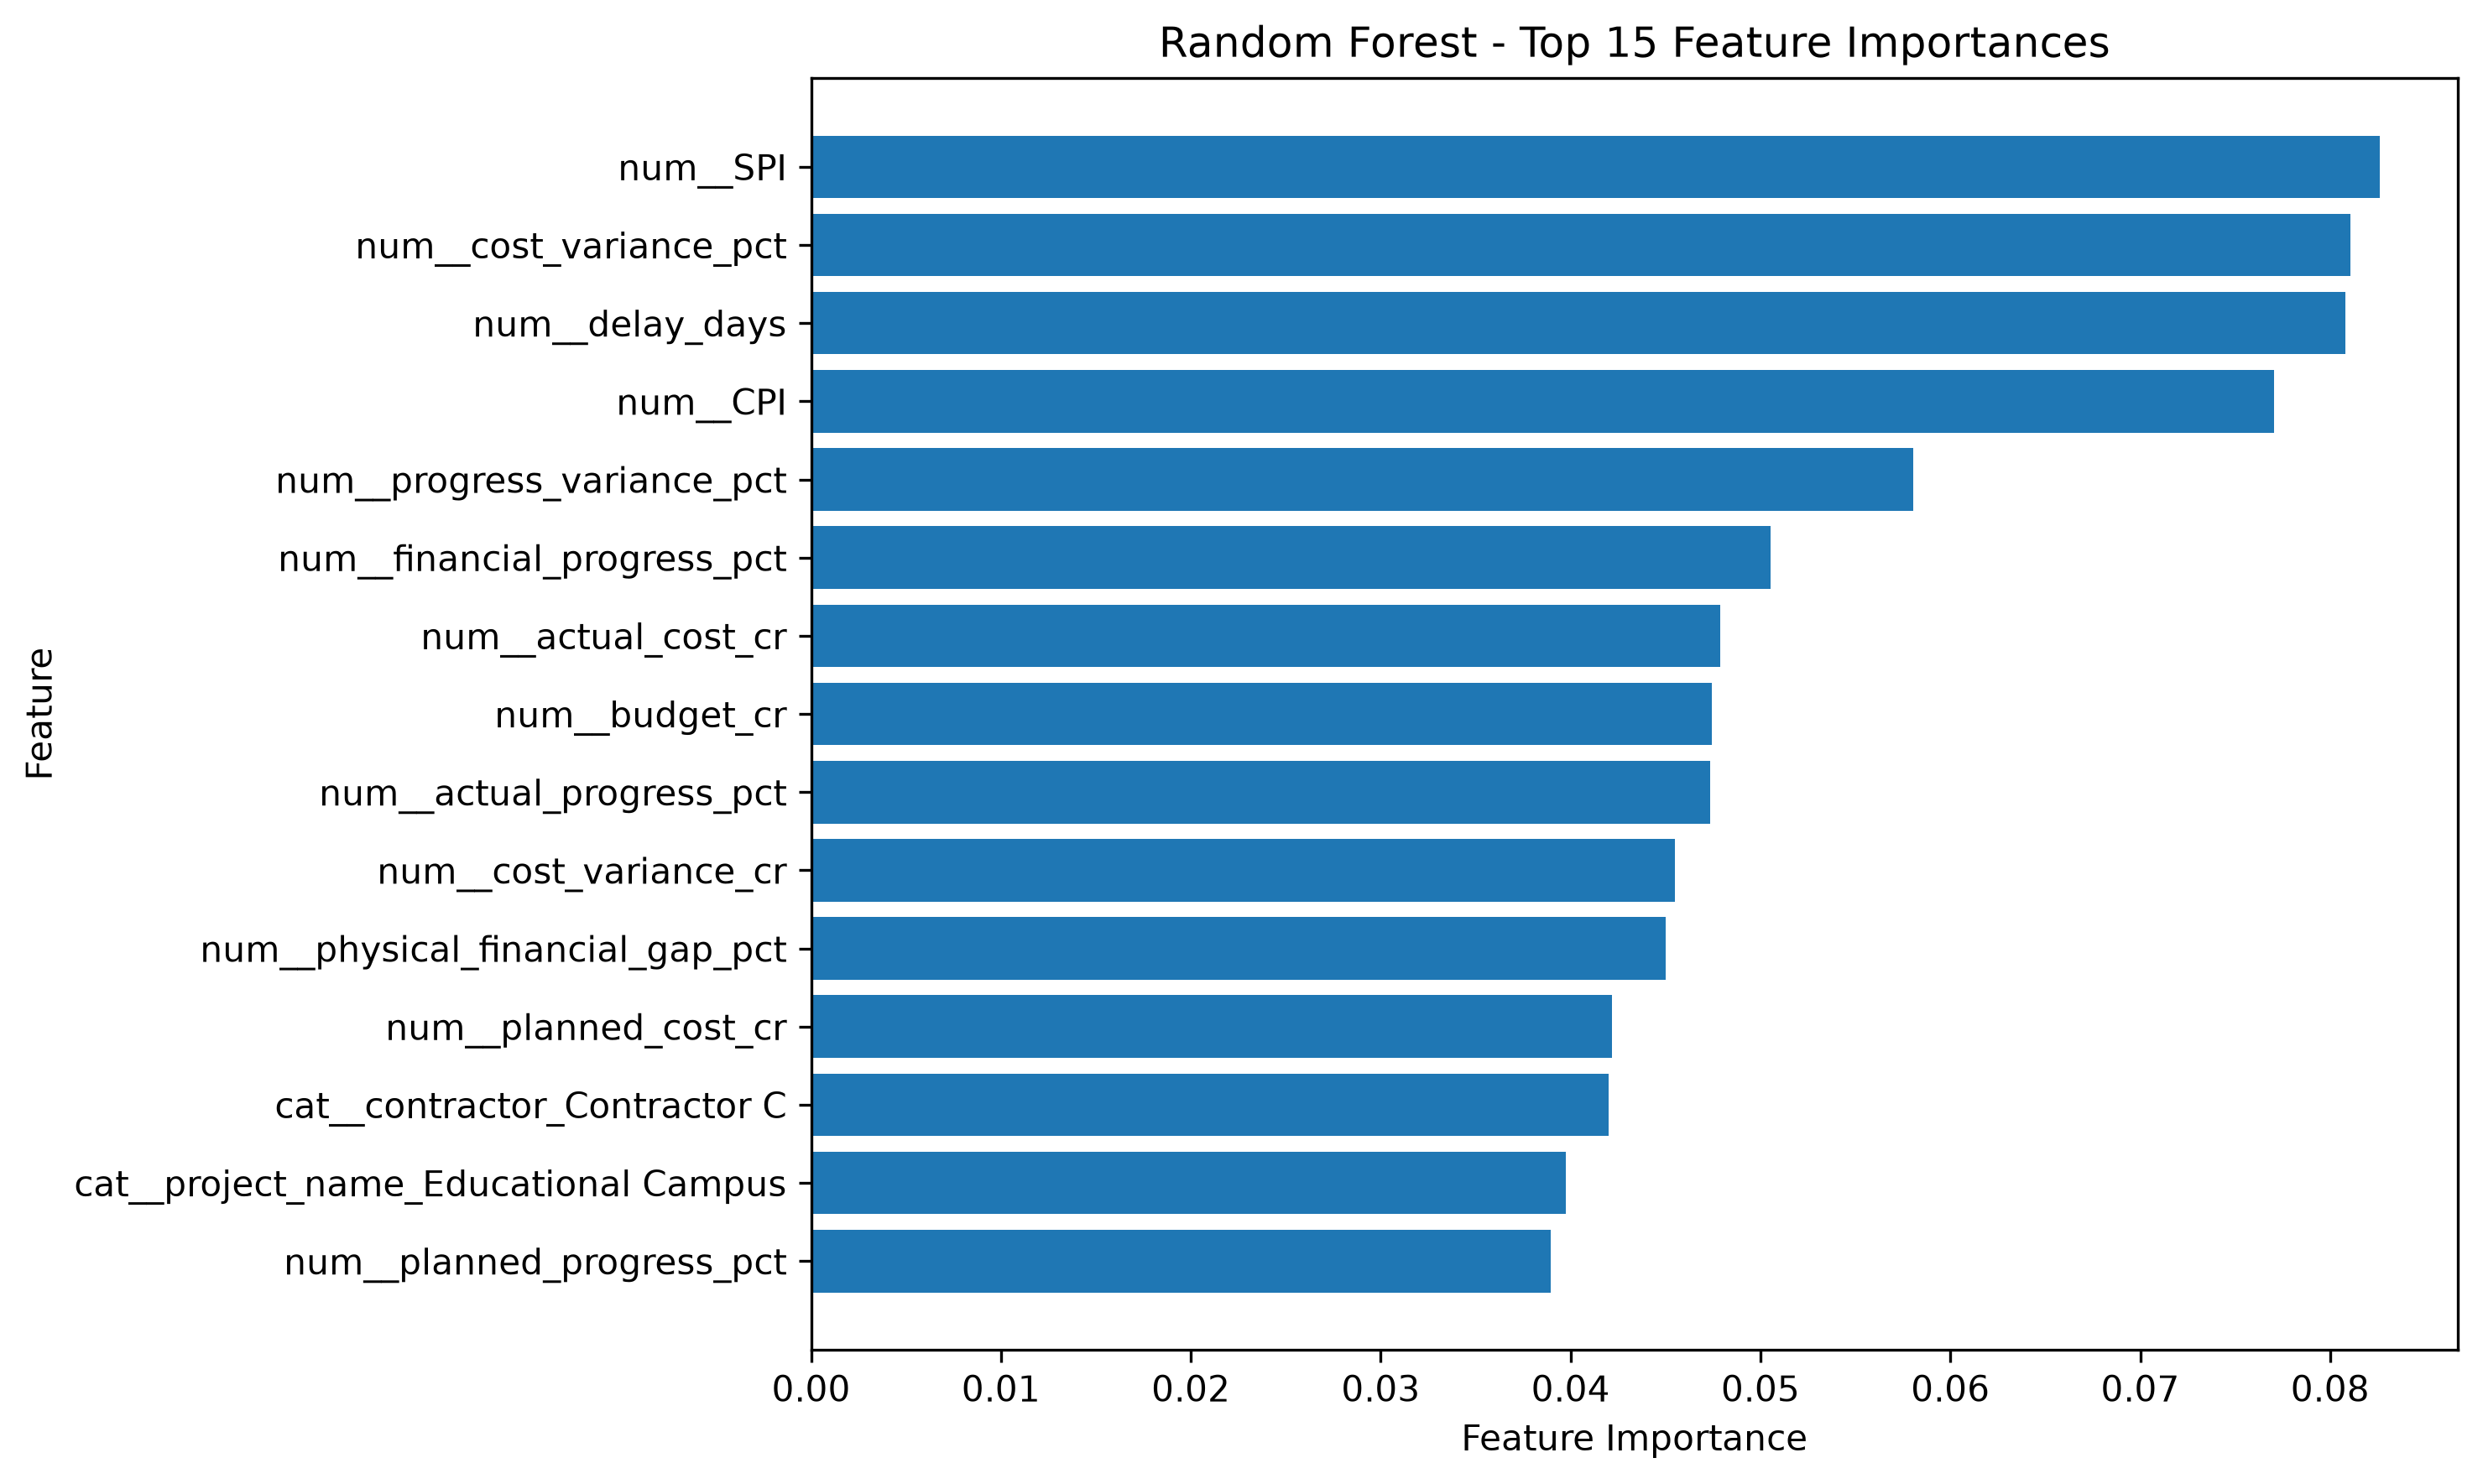 Random Forest - Top 15 Feature Importances
num__SPI
num__cost_variance_pct
num__delay_days
num__CPI
num__progress_variance_pct
num__financial_progress_pct
num__actual_cost_cr
num__budget_cr
num__actual_progress_pct
num__cost_variance_cr
num__physical_financial_gap_pct
num__planned_cost_cr
cat__contractor_Contractor C
cat__project_name_Educational Campus
num__planned_progress_pct
Feature
0.00 0.01 0.02 0.03 0.04 0.05 0.06 0.07 0.08
Feature Importance